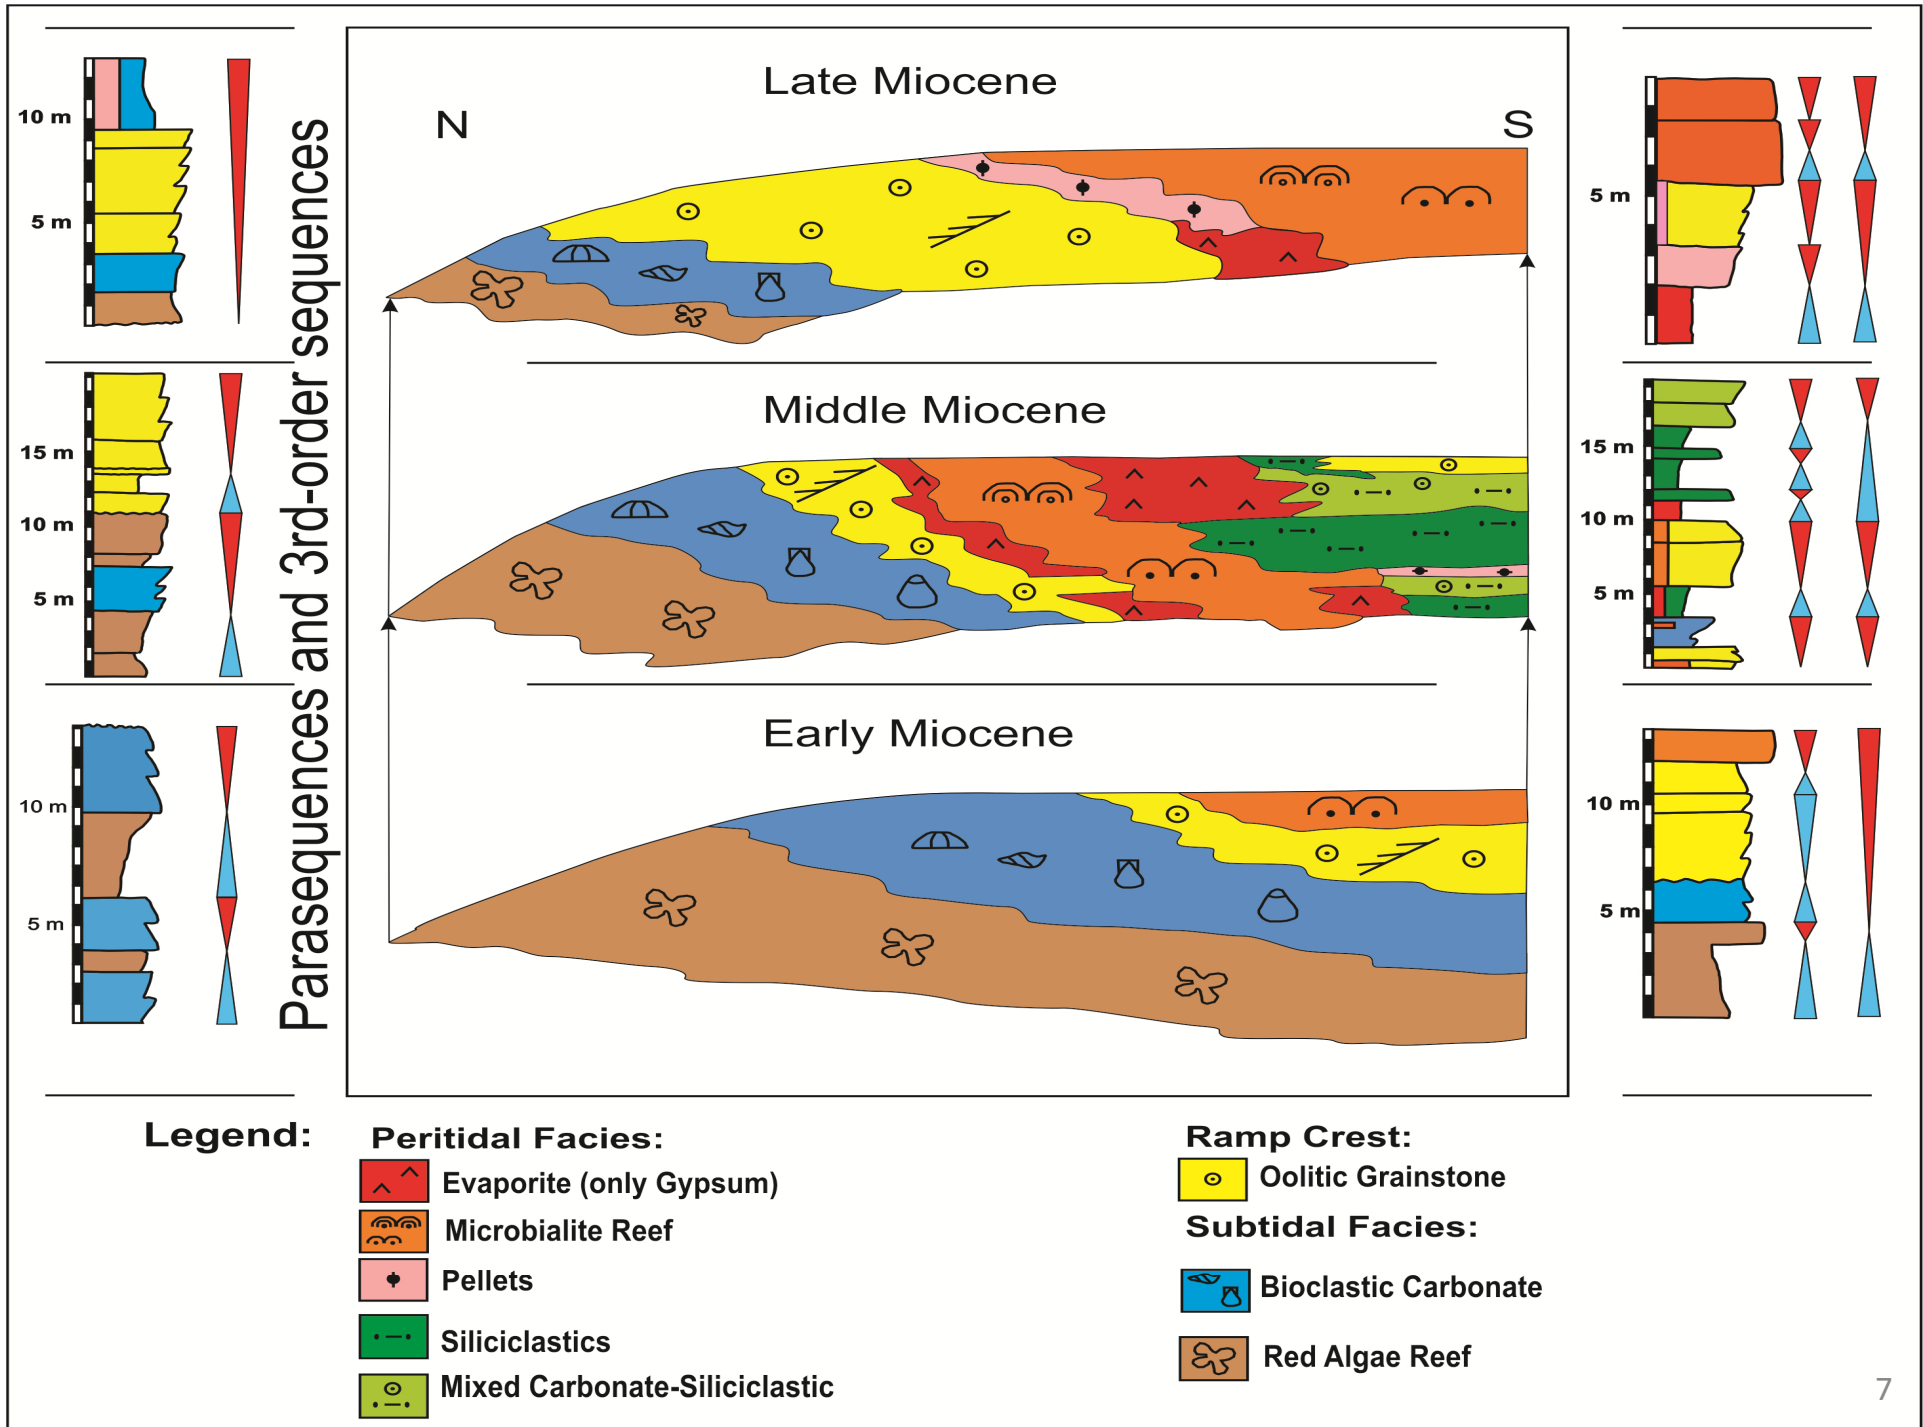 Late Miocene
N
S
10 m
5 m
5 m
Parasequences and 3rd-order sequences
Middle Miocene
15 m
10 m
5 m
15 m
10 m
5 m
Early Miocene
10 m
5 m
10 m
5 m
Legend:
Peritidal Facies:
Evaporite (only Gypsum)
Microbialite Reef
Pellets
Siliciclastics
Mixed Carbonate-Siliciclastic
Ramp Crest:
Oolitic Grainstone
Subtidal Facies:
Bioclastic Carbonate
Red Algae Reef
7